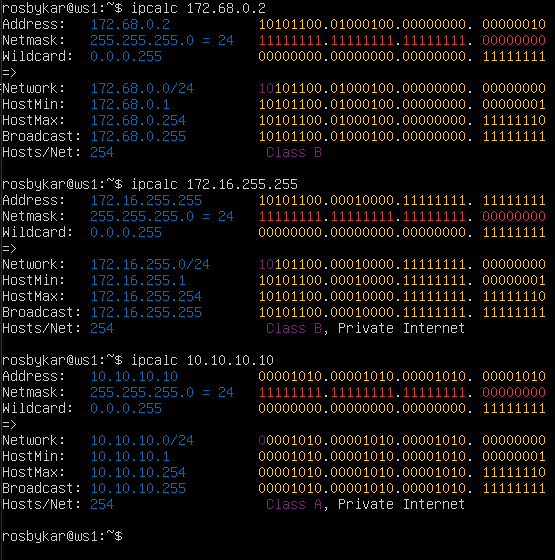 rosbykar@ws1:~$ ipcalc 172.68.0.2
Address:   172.68.0.2           10101100.01000100.00000000. 00000010
Netmask:   255.255.255.0 = 24   11111111.11111111.11111111. 00000000
Wildcard:  0.0.0.255            00000000.00000000.00000000. 11111111
=>
Network:   172.68.0.0/24        10101100.01000100.00000000. 00000000
HostMin:   172.68.0.1           10101100.01000100.00000000. 00000001
HostMax:   172.68.0.254         10101100.01000100.00000000. 11111110
Broadcast: 172.68.0.255         10101100.01000100.00000000. 11111111
Hosts/Net: 254                   Class B
rosbykar@ws1:~$ ipcalc 172.16.255.255
Address:   172.16.255.255       10101100.00010000.11111111. 11111111
Netmask:   255.255.255.0 = 24   11111111.11111111.11111111. 00000000
Wildcard:  0.0.0.255            00000000.00000000.00000000. 11111111
=>
Network:   172.16.255.0/24      10101100.00010000.11111111. 00000000
HostMin:   172.16.255.1         10101100.00010000.11111111. 00000001
HostMax:   172.16.255.254       10101100.00010000.11111111. 11111110
Broadcast: 172.16.255.255       10101100.00010000.11111111. 11111111
Hosts/Net: 254                   Class B, Private Internet
rosbykar@ws1:~$ ipcalc 10.10.10.10
Address:   10.10.10.10          00001010.00001010.00001010. 00001010
Netmask:   255.255.255.0 = 24   11111111.11111111.11111111. 00000000
Wildcard:  0.0.0.255            00000000.00000000.00000000. 11111111
=>
Network:   10.10.10.0/24        00001010.00001010.00001010. 00000000
HostMin:   10.10.10.1           00001010.00001010.00001010. 00000001
HostMax:   10.10.10.254         00001010.00001010.00001010. 11111110
Broadcast: 10.10.10.255         00001010.00001010.00001010. 11111111
Hosts/Net: 254                   Class A, Private Internet
rosbykar@ws1:~$